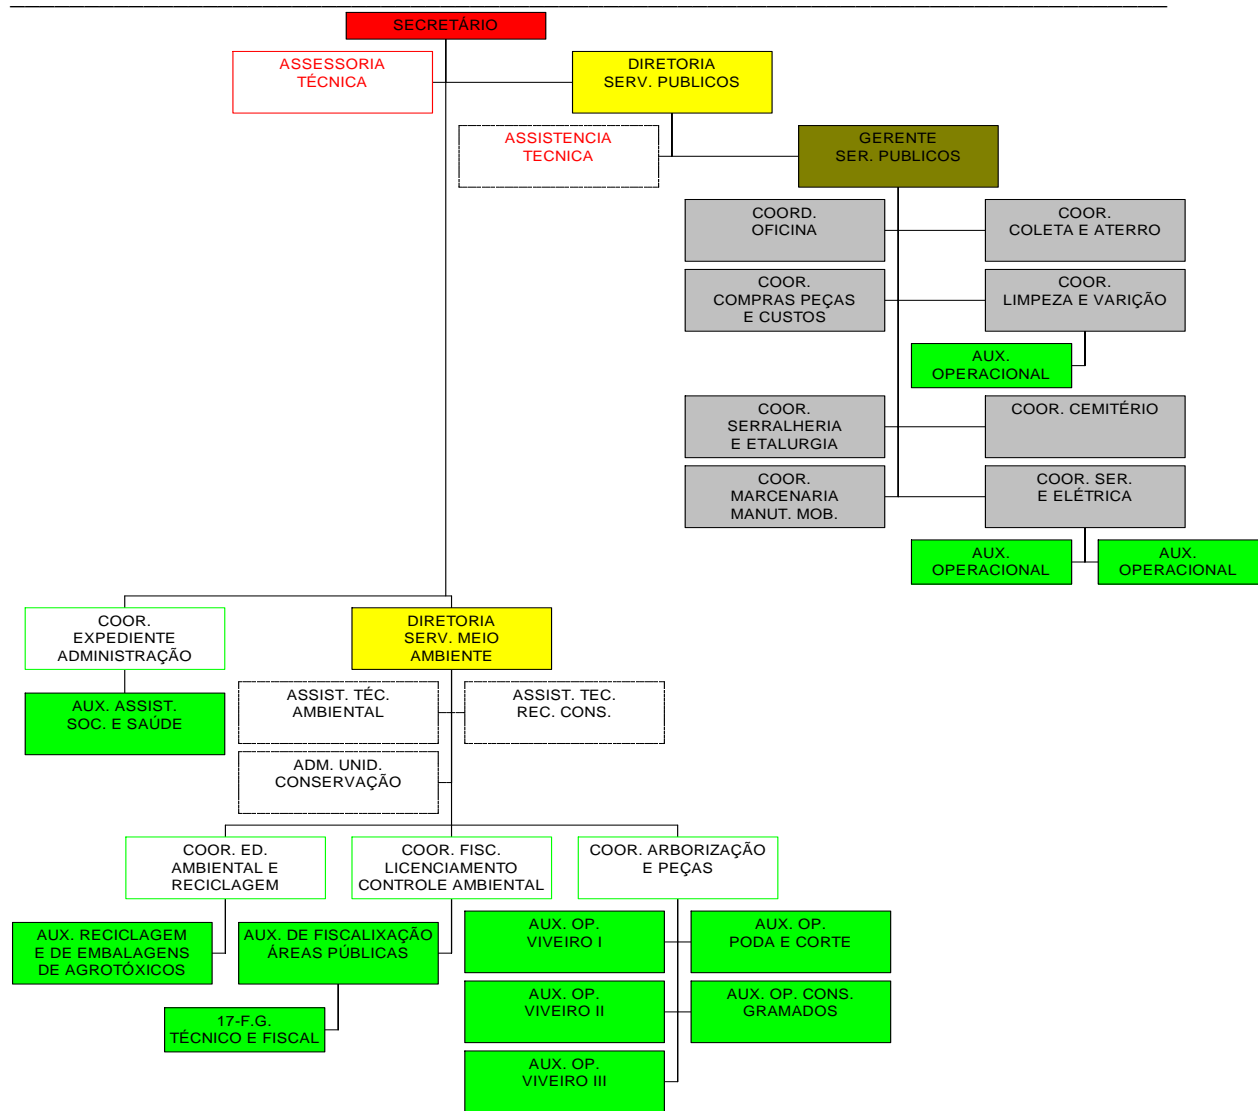 SECRETÁRIO
ASSESSORIA
TÉCNICA
DIRETORIA
SERV. PUBLICOS
ASSISTENCIA
TECNICA
GERENTE
SER. PUBLICOS
COORD.
OFICINA
COOR.
COLETA E ATERRO
COOR.
COMPRAS PEÇAS
E CUSTOS
COOR.
LIMPEZA E VARIÇÃO
AUX.
OPERACIONAL
COOR.
SERRALHERIA
E ETALURGIA
COOR. CEMITÉRIO
COOR.
MARCENARIA
MANUT. MOB.
COOR. SER.
E ELÉTRICA
AUX.
OPERACIONAL
AUX.
OPERACIONAL
COOR.
EXPEDIENTE
ADMINISTRAÇÃO
DIRETORIA
SERV. MEIO
AMBIENTE
AUX. ASSIST.
SOC. E SAÚDE
ASSIST. TÉC.
AMBIENTAL
ASSIST. TEC.
REC. CONS.
ADM. UNID.
CONSERVAÇÃO
COOR. ED.
AMBIENTAL E
RECICLAGEM
COOR. FISC.
LICENCIAMENTO
CONTROLE AMBIENTAL
COOR. ARBORIZAÇÃO
E PEÇAS
AUX. RECICLAGEM
E DE EMBALAGENS
DE AGROTÓXICOS
AUX. DE FISCALIXAÇÃO
ÁREAS PÚBLICAS
AUX. OP.
VIVEIRO I
AUX. OP.
PODA E CORTE
17-F.G.
TÉCNICO E FISCAL
AUX. OP.
VIVEIRO II
AUX. OP. CONS.
GRAMADOS
AUX. OP.
VIVEIRO III